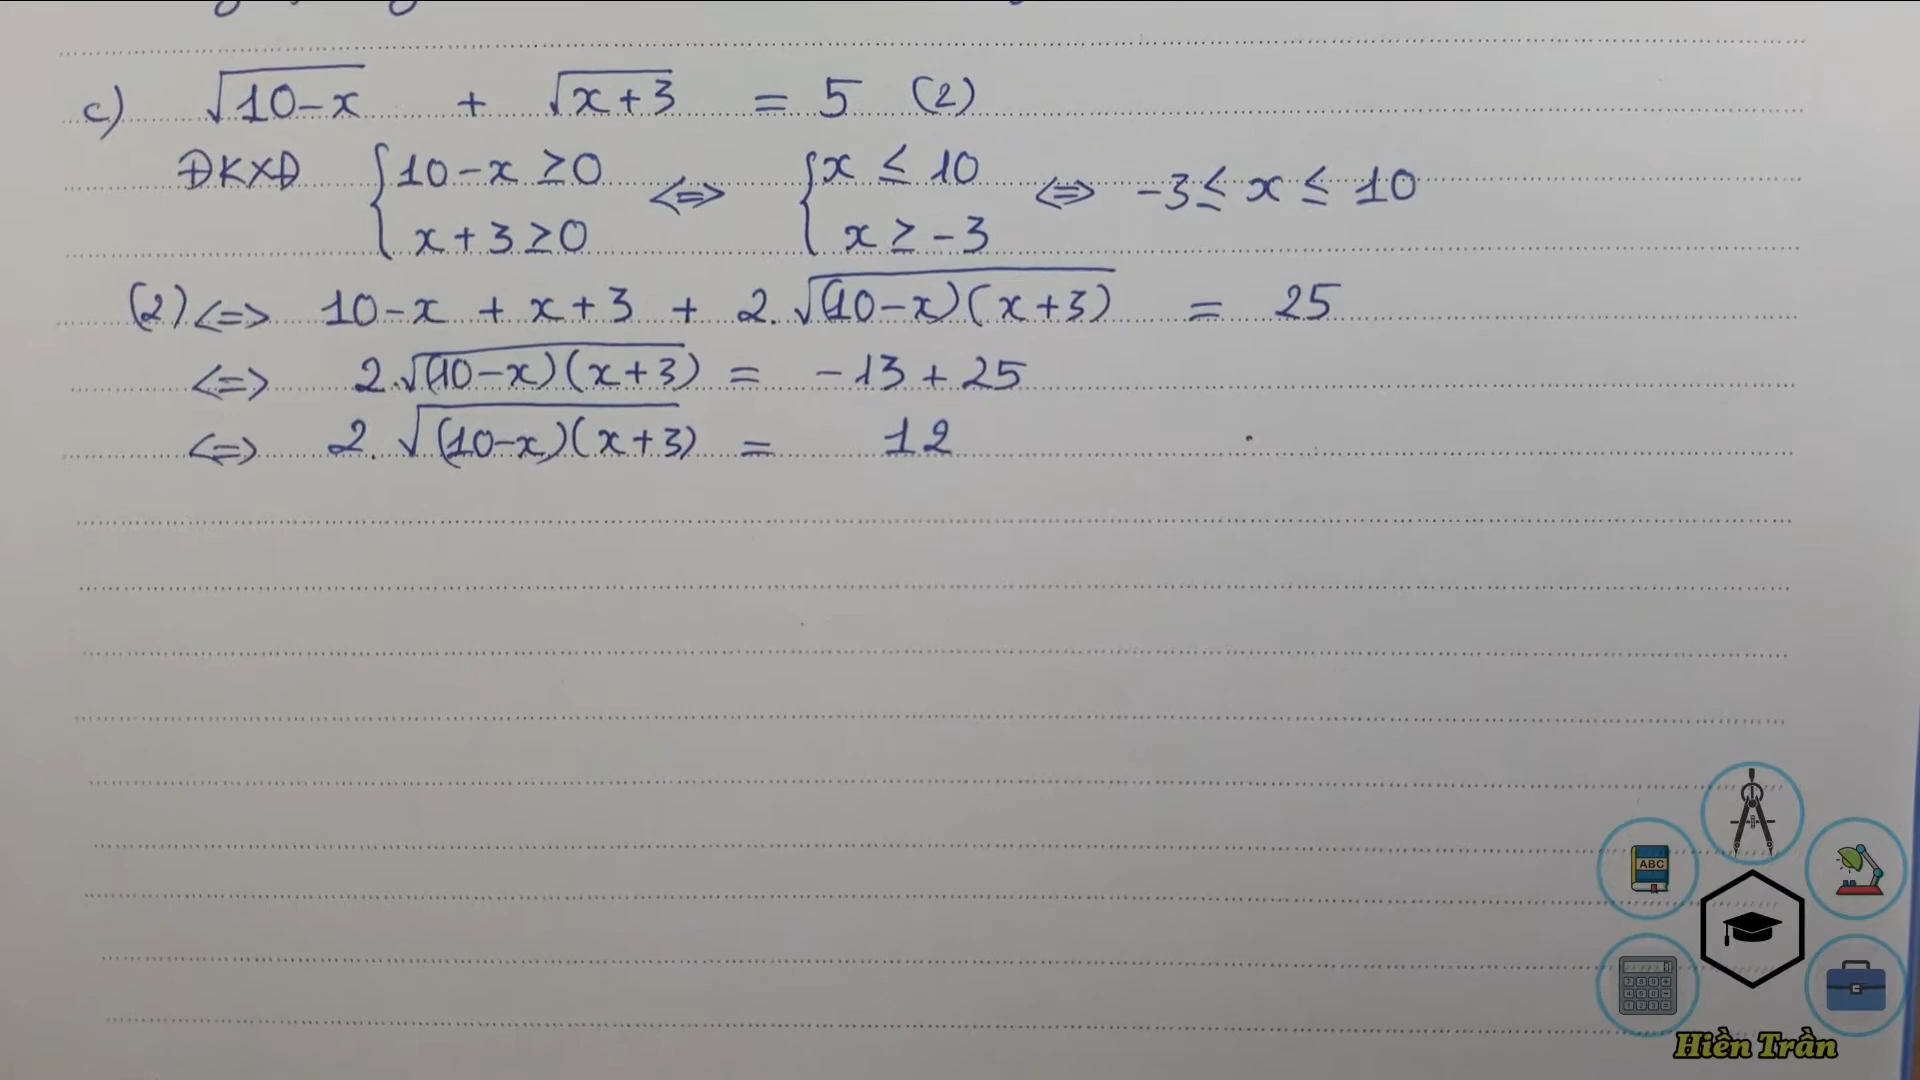 c) √(10-x) + √(x+3) = 5 (2)
ĐKXĐ { 10-x ≥ 0 <=> { x ≤ 10 <=> -3 ≤ x ≤ 10
x+3 ≥ 0 x ≥ -3
(2) <=> 10-x + x+3 + 2.√((10-x)(x+3)) = 25
<=> 2.√((10-x)(x+3)) = -13 + 25
<=> 2.√((10-x)(x+3)) = 12
ABC
Hiền Trần